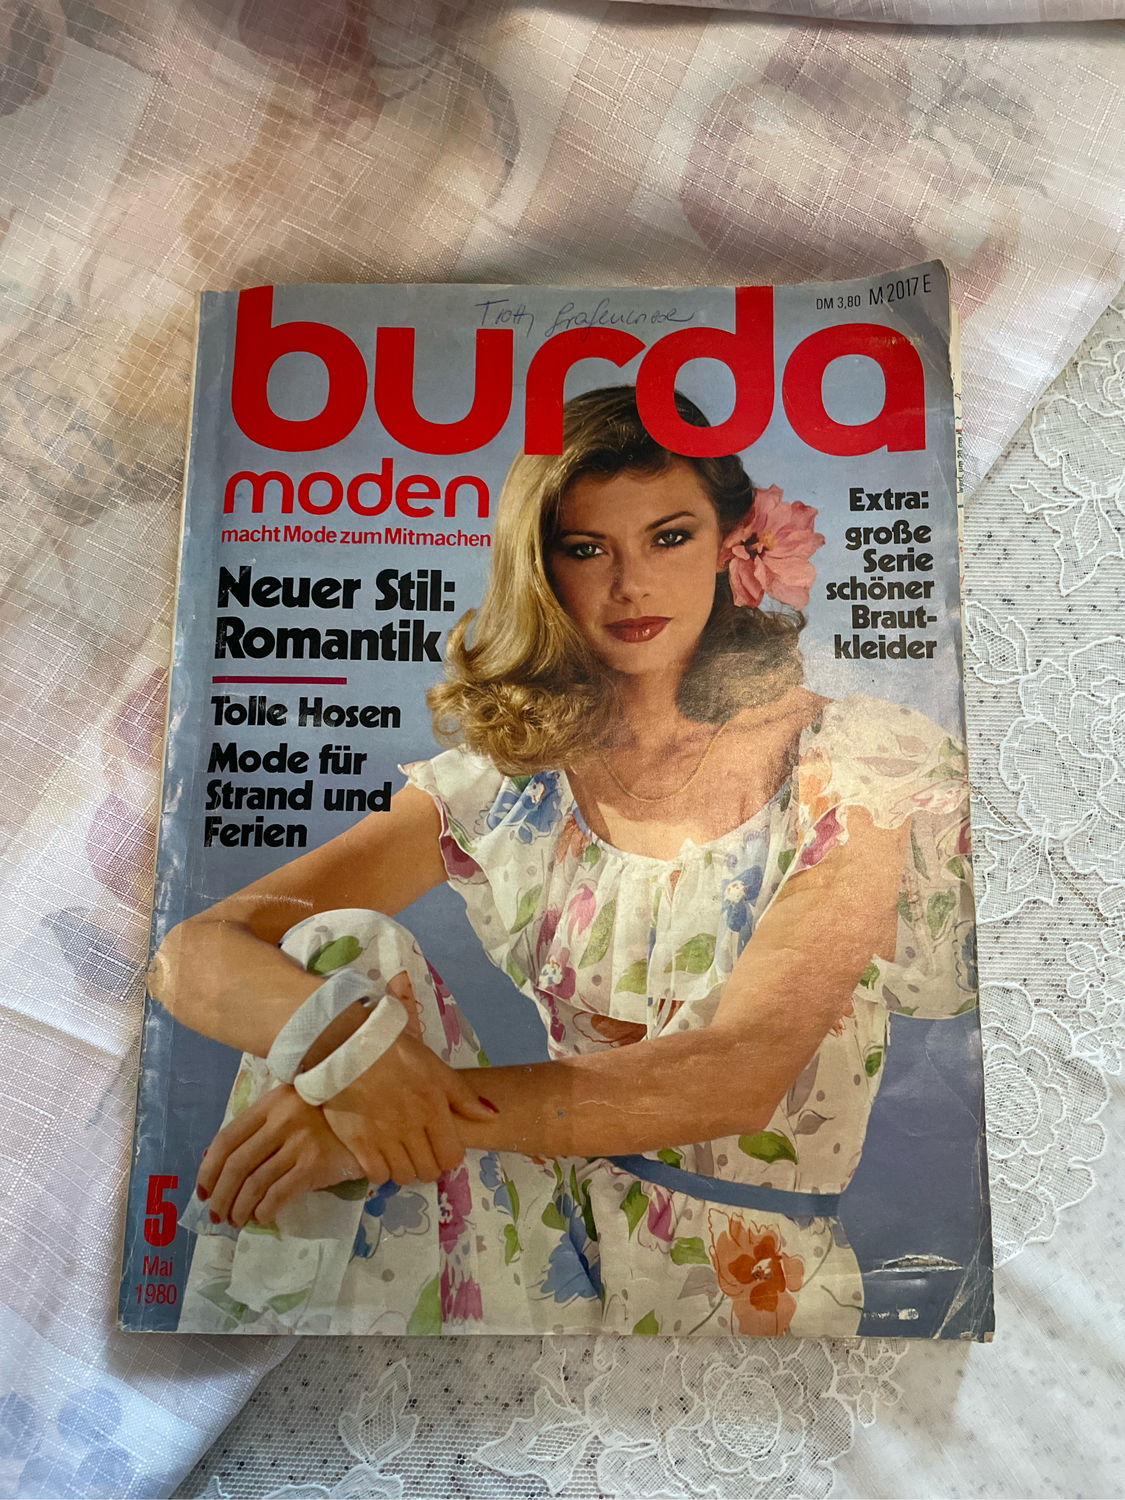 DM 3,80 M 2017 E
burda
moden
macht Mode zum Mitmachen
Neuer Stil:
Romantik
Tolle Hosen
Mode für
Strand und
Ferien
Extra:
große
Serie
schöner
Braut-
kleider
5
Mai
1980